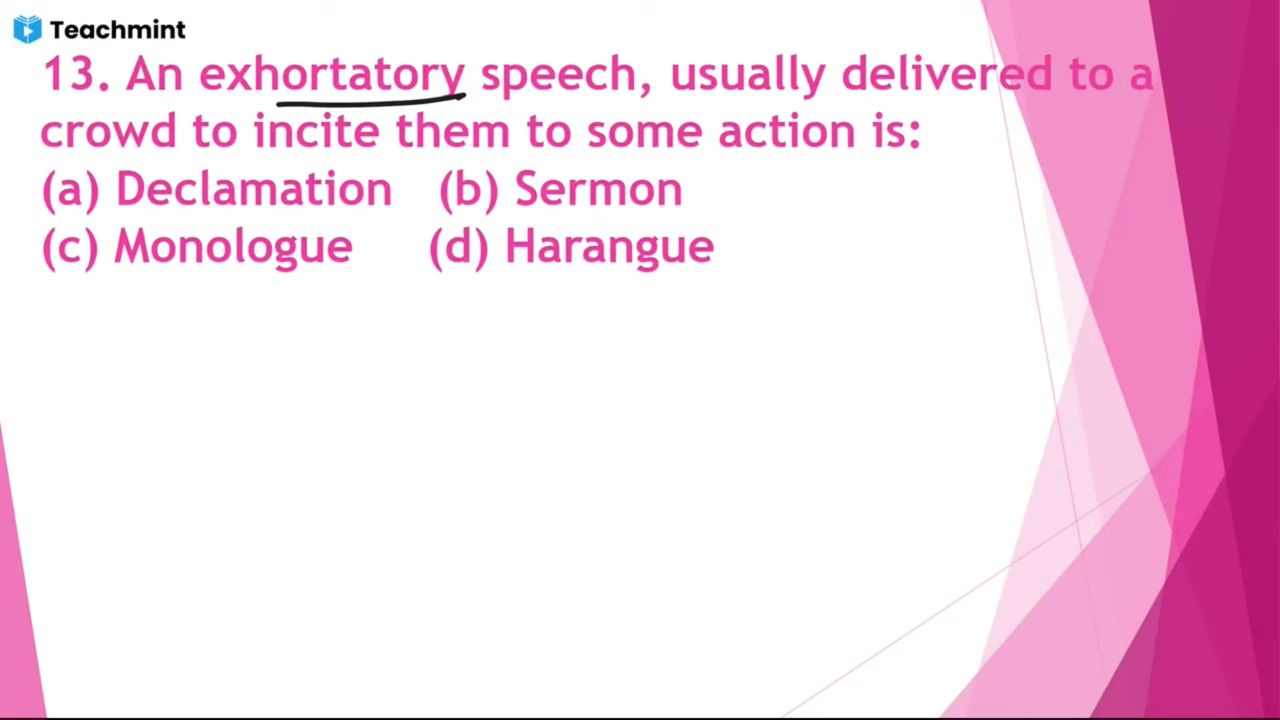 Teachmint
13. An exhortatory speech, usually delivered to a
crowd to incite them to some action is:
(a) Declamation (b) Sermon
(c) Monologue (d) Harangue